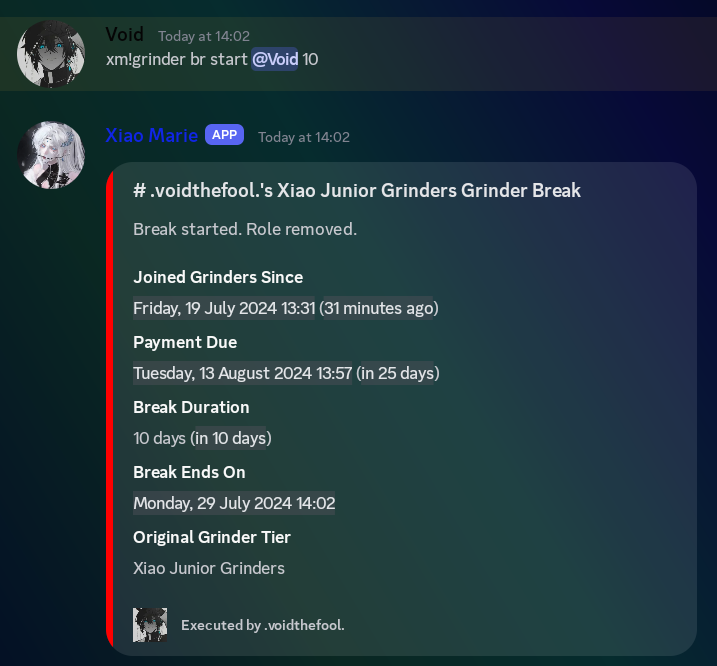 Void Today at 14:02
xm!grinder br start @Void 10
Xiao Marie APP Today at 14:02
# .voidthefool.'s Xiao Junior Grinders Grinder Break
Break started. Role removed.
Joined Grinders Since
Friday, 19 July 2024 13:31 (31 minutes ago)
Payment Due
Tuesday, 13 August 2024 13:57 (in 25 days)
Break Duration
10 days (in 10 days)
Break Ends On
Monday, 29 July 2024 14:02
Original Grinder Tier
Xiao Junior Grinders
Executed by .voidthefool.